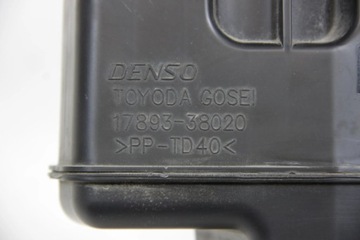 DENSO
TOYODA GOSEI
17893-38020
>PP-TD40<